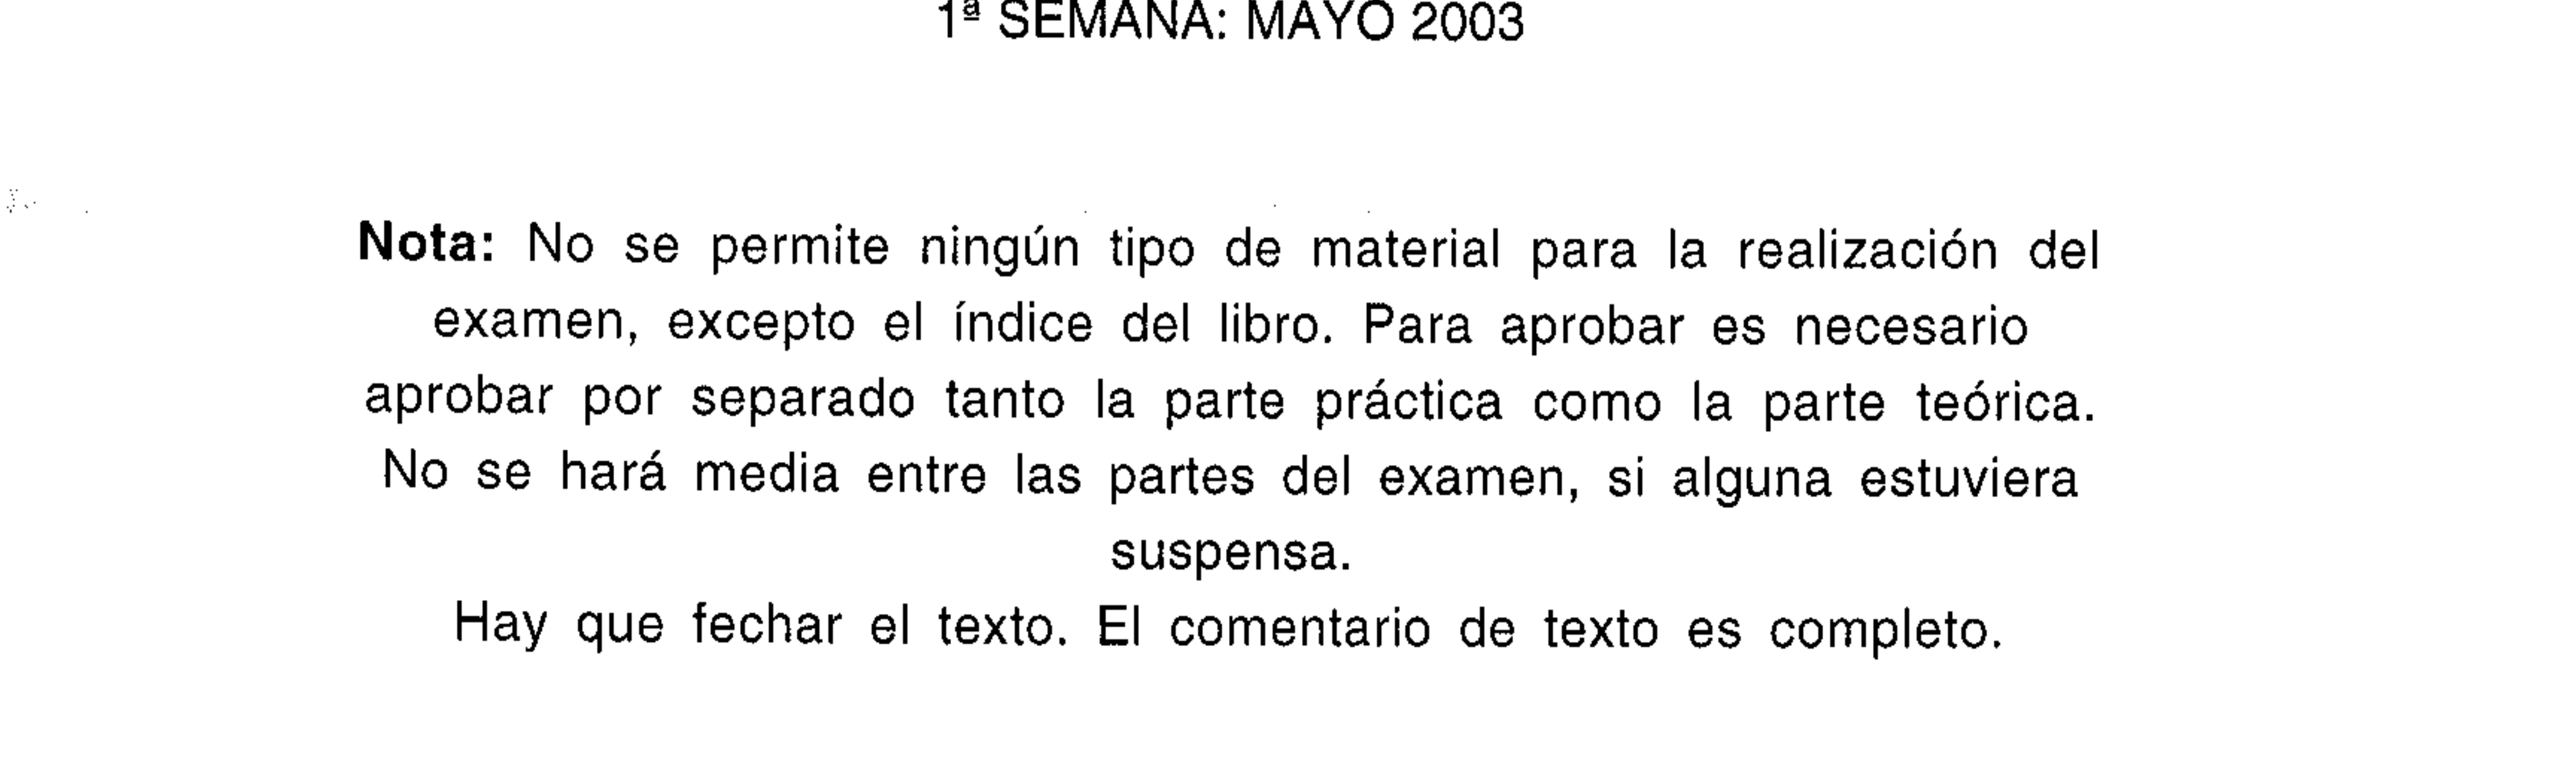 1ª SEMANA: MAYO 2003
Nota: No se permite ningún tipo de material para la realización del
examen, excepto el índice del libro. Para aprobar es necesario
aprobar por separado tanto la parte práctica como la parte teórica.
No se hará media entre las partes del examen, si alguna estuviera
suspensa.
Hay que fechar el texto. El comentario de texto es completo.